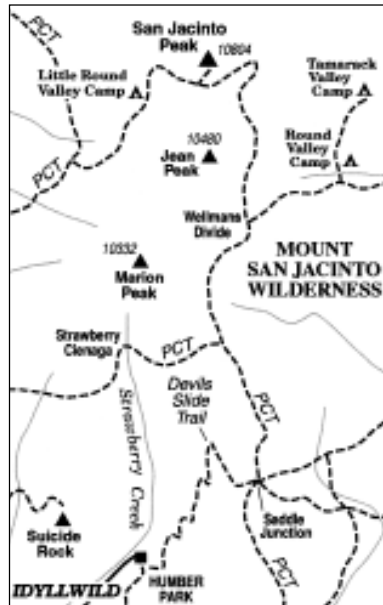 PCT
San Jacinto
Peak
10804
Little Round
Valley Camp
Tamarack
Valley
Camp
10480
Jean
Peak
Round
Valley
Camp
PCT
Wellmans
Divide
10332
Marion
Peak
MOUNT
SAN JACINTO
WILDERNESS
Strawberry
Cienaga
PCT
Devils
Slide
Trail
PCT
Strawberry Creek
Suicide
Rock
Saddle
Junction
IDYLLWILD
HUMBER
PARK
PCT